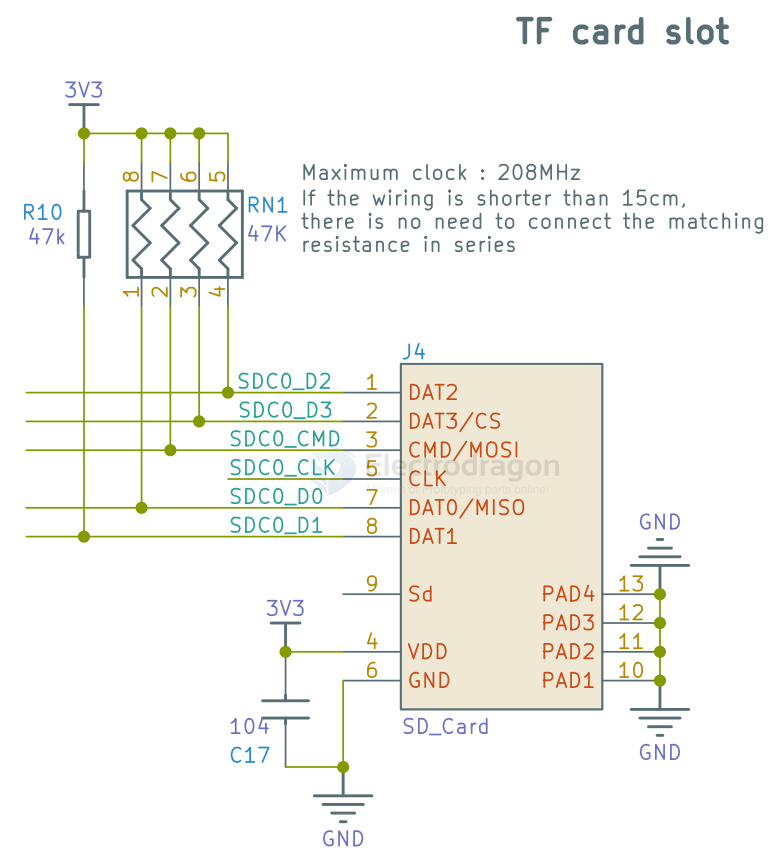 TF card slot
3V3
8 7 6 5
R10
47k
RN1
47K
1 2 3 4
Maximum clock : 208MHz
If the wiring is shorter than 15cm,
there is no need to connect the matching
resistance in series
J4
SDC0_D2 1 DAT2
SDC0_D3 2 DAT3/CS
SDC0_CMD 3 CMD/MOSI
Electrodragon
SDC0_CLK 5 CLK
SDC0_D0 7 DAT0/MISO
SDC0_D1 8 DAT1
GND
9 Sd PAD4 13
PAD3 12
3V3
4 VDD PAD2 11
6 GND PAD1 10
104
C17
SD_Card
GND
GND